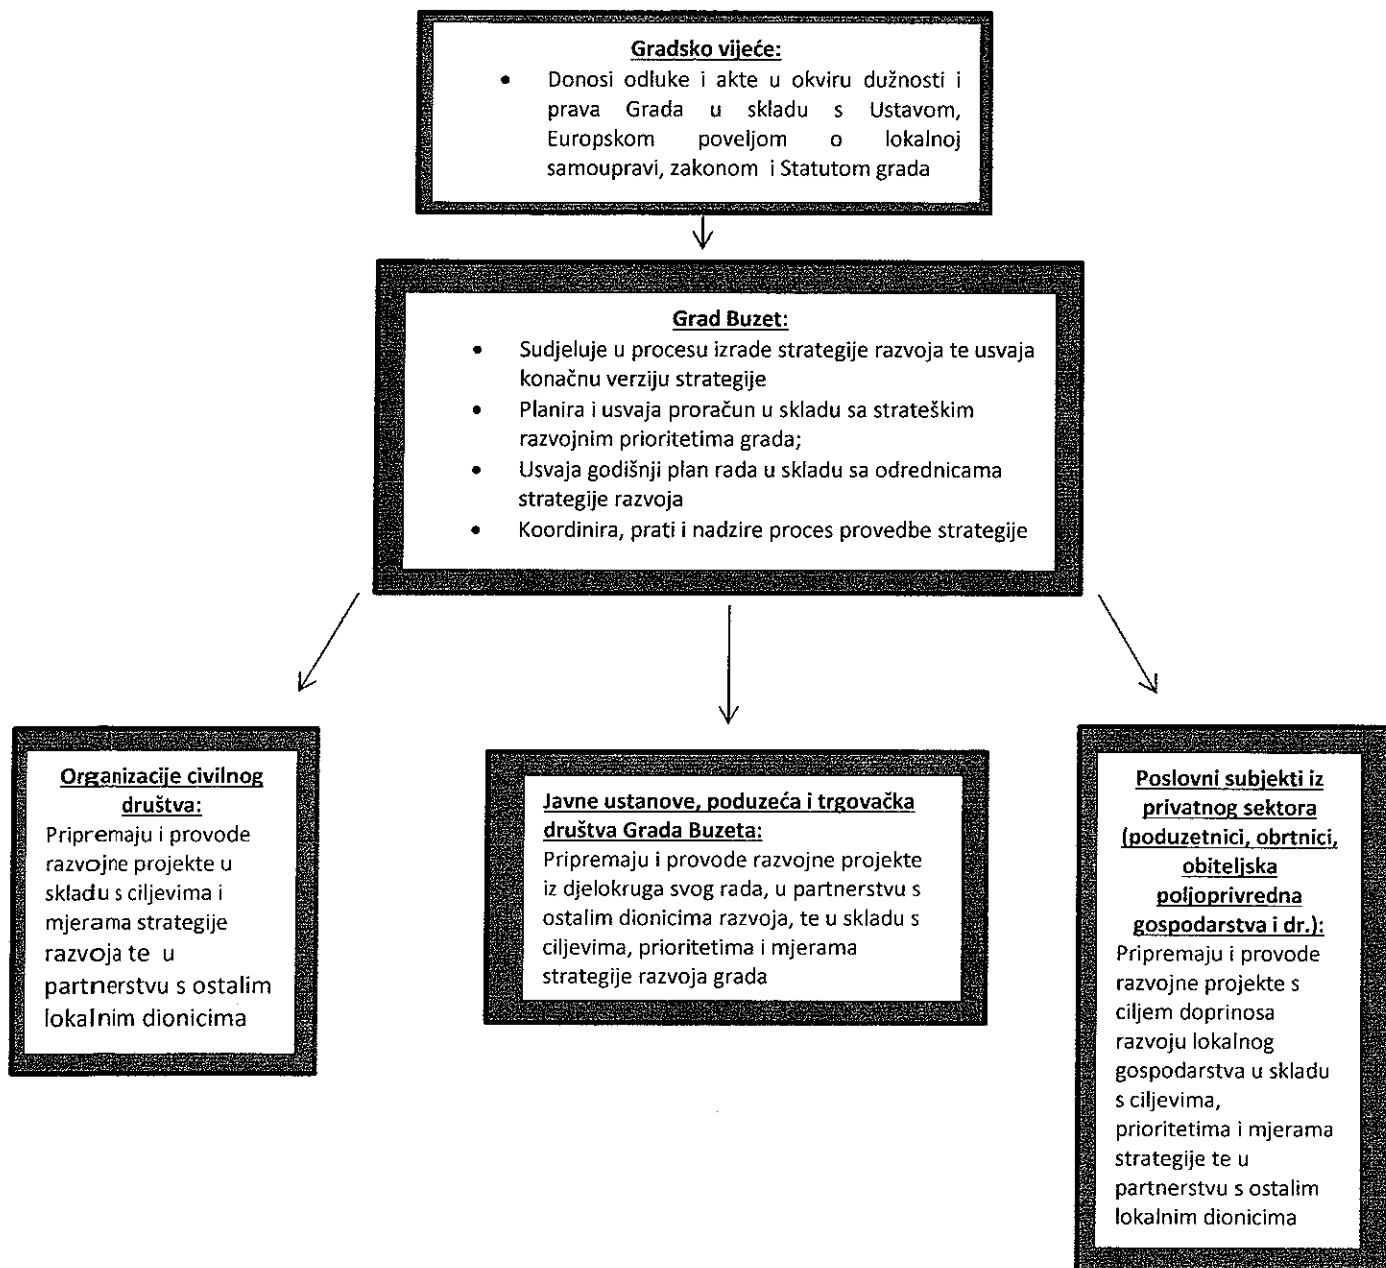 Gradsko vijeće:
• Donosi odluke i akte u okviru dužnosti i
prava Grada u skladu s Ustavom,
Europskom poveljom o lokalnoj
samoupravi, zakonom i Statutom grada
Grad Buzet:
• Sudjeluje u procesu izrade strategije razvoja te usvaja
konačnu verziju strategije
• Planira i usvaja proračun u skladu sa strateškim
razvojnim prioritetima grada;
• Usvaja godišnji plan rada u skladu sa odrednicama
strategije razvoja
• Koordinira, prati i nadzire proces provedbe strategije
Organizacije civilnog
društva:
Pripremaju i provode
razvojne projekte u
skladu s ciljevima i
mjerama strategije
razvoja te u
partnerstvu s ostalim
lokalnim dionicima
Javne ustanove, poduzeća i trgovačka
društva Grada Buzeta:
Pripremaju i provode razvojne projekte
iz djelokruga svog rada, u partnerstvu s
ostalim dionicima razvoja, te u skladu s
ciljevima, prioritetima i mjerama
strategije razvoja grada
Poslovni subjekti iz
privatnog sektora
(poduzetnici, obrtnici,
obiteljska
poljoprivredna
gospodarstva i dr.):
Pripremaju i provode
razvojne projekte s
ciljem doprinosa
razvoju lokalnog
gospodarstva u skladu
s ciljevima,
prioritetima i mjerama
strategije te u
partnerstvu s ostalim
lokalnim dionicima